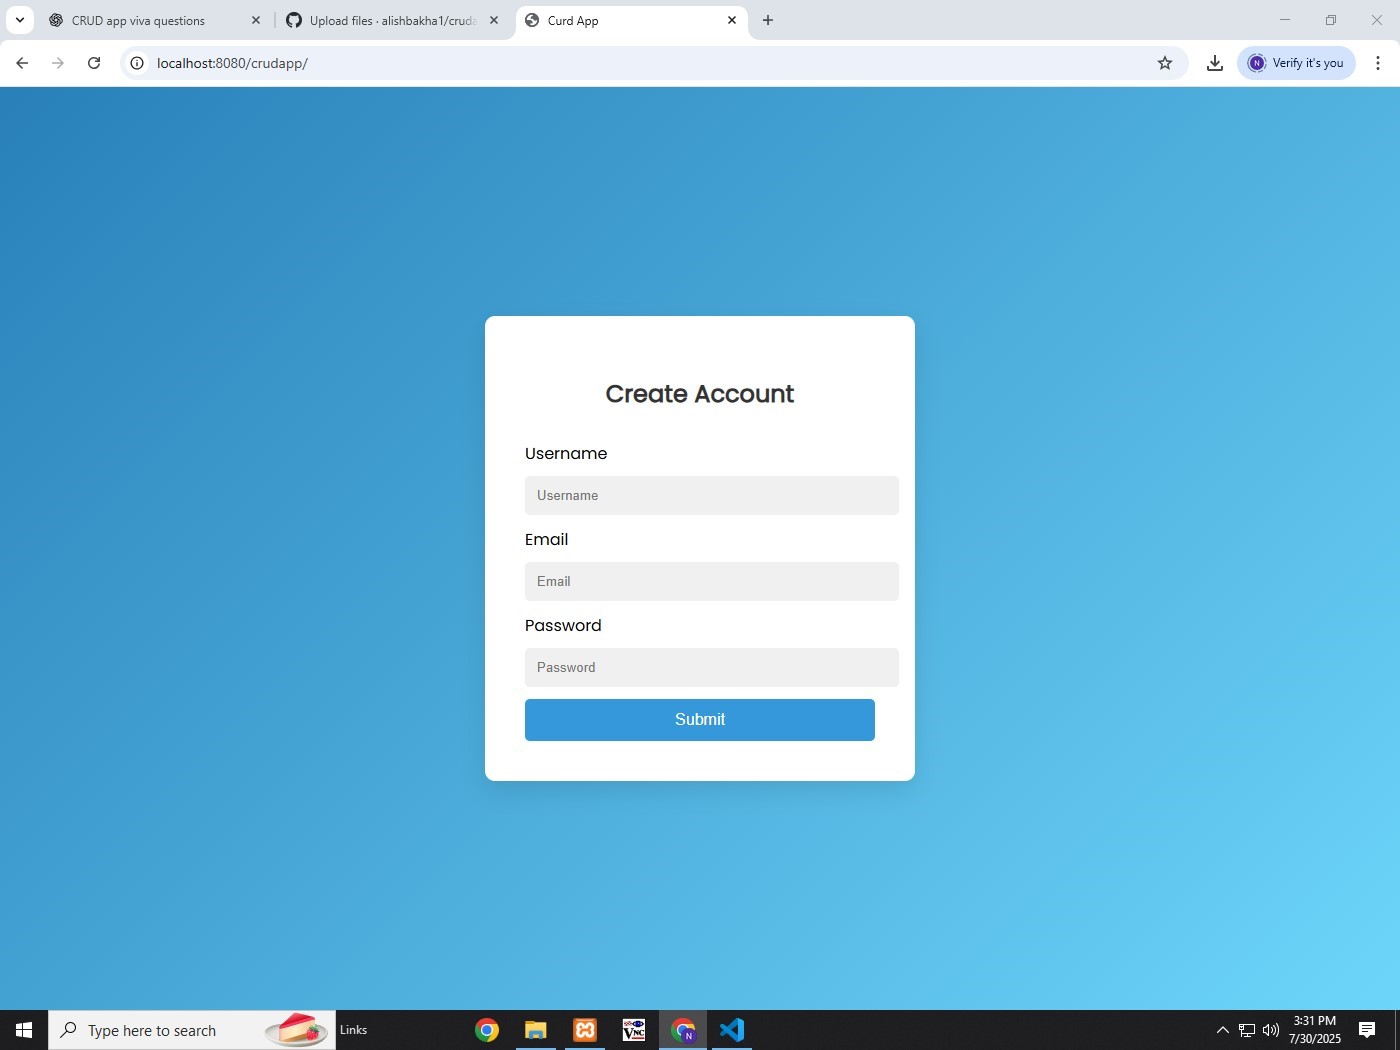 CRUD app viva questions
Upload files · alishbakha1/cruda
Curd App
localhost:8080/crudapp/
N
Verify it's you
Create Account
Username
Username
Email
Email
Password
Password
Submit
Type here to search
Links
VNC
N
3:31 PM
7/30/2025